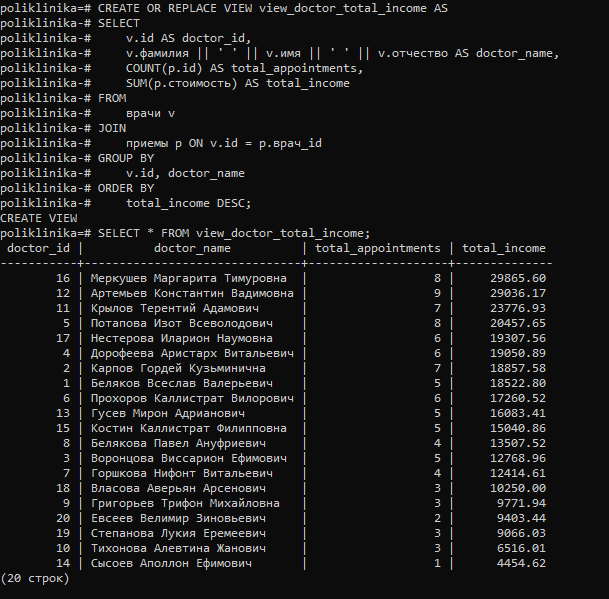 poliklinika=# CREATE OR REPLACE VIEW view_doctor_total_income AS
poliklinika-# SELECT
poliklinika-#     v.id AS doctor_id,
poliklinika-#     v.фамилия || ' ' || v.имя || ' ' || v.отчество AS doctor_name,
poliklinika-#     COUNT(p.id) AS total_appointments,
poliklinika-#     SUM(p.стоимость) AS total_income
poliklinika-# FROM
poliklinika-#     врачи v
poliklinika-# JOIN
poliklinika-#     приемы p ON v.id = p.врач_id
poliklinika-# GROUP BY
poliklinika-#     v.id, doctor_name
poliklinika-# ORDER BY
poliklinika-#     total_income DESC;
CREATE VIEW
poliklinika=# SELECT * FROM view_doctor_total_income;
 doctor_id |          doctor_name          | total_appointments | total_income
-----------+-------------------------------+--------------------+--------------
        16 | Меркушев Маргарита Тимуровна  |                  8 |     29865.60
        12 | Артемьев Константин Вадимовна |                  9 |     29036.17
        11 | Крылов Терентий Адамович      |                  7 |     23776.93
         5 | Потапова Изот Всеволодович    |                  8 |     20457.65
        17 | Нестерова Иларион Наумовна    |                  6 |     19307.56
         4 | Дорофеева Аристарх Витальевич |                  6 |     19050.89
         2 | Карпов Гордей Кузьминична     |                  7 |     18857.58
         1 | Беляков Всеслав Валерьевич    |                  5 |     18522.80
         6 | Прохоров Каллистрат Вилорович |                  6 |     17260.52
        13 | Гусев Мирон Адрианович        |                  5 |     16083.41
        15 | Костин Каллистрат Филипповна  |                  5 |     15040.86
         8 | Белякова Павел Ануфриевич     |                  4 |     13507.52
         3 | Воронцова Виссарион Ефимович  |                  5 |     12768.96
         7 | Горшкова Нифонт Витальевич    |                  4 |     12414.61
        18 | Власова Аверьян Арсенович     |                  3 |     10250.00
         9 | Григорьев Трифон Михайловна   |                  3 |      9771.94
        20 | Евсеев Велимир Зиновьевич     |                  2 |      9403.44
        19 | Степанова Лукия Еремеевич     |                  3 |      9066.03
        10 | Тихонова Алевтина Жанович     |                  3 |      6516.01
        14 | Сысоев Аполлон Ефимович       |                  1 |      4454.62
(20 строк)